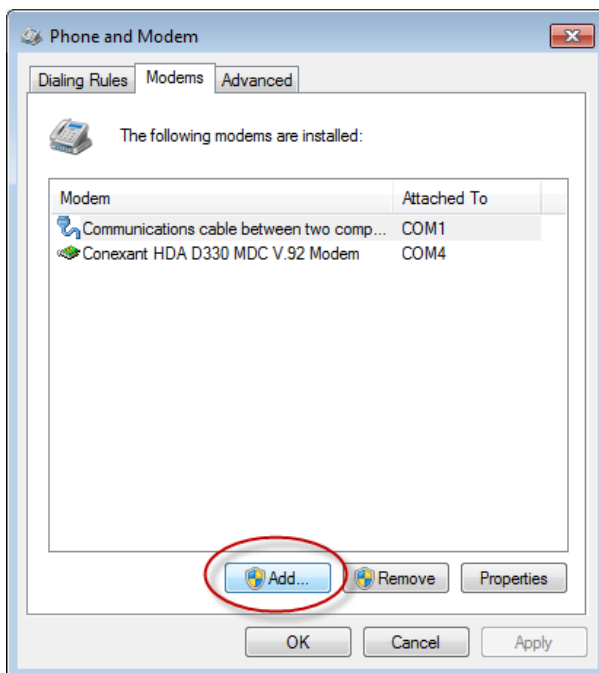 Phone and Modem
Dialing Rules Modems Advanced
The following modems are installed:
Modem Attached To
Communications cable between two comp... COM1
Conexant HDA D330 MDC V.92 Modem COM4
Add... Remove Properties
OK Cancel Apply